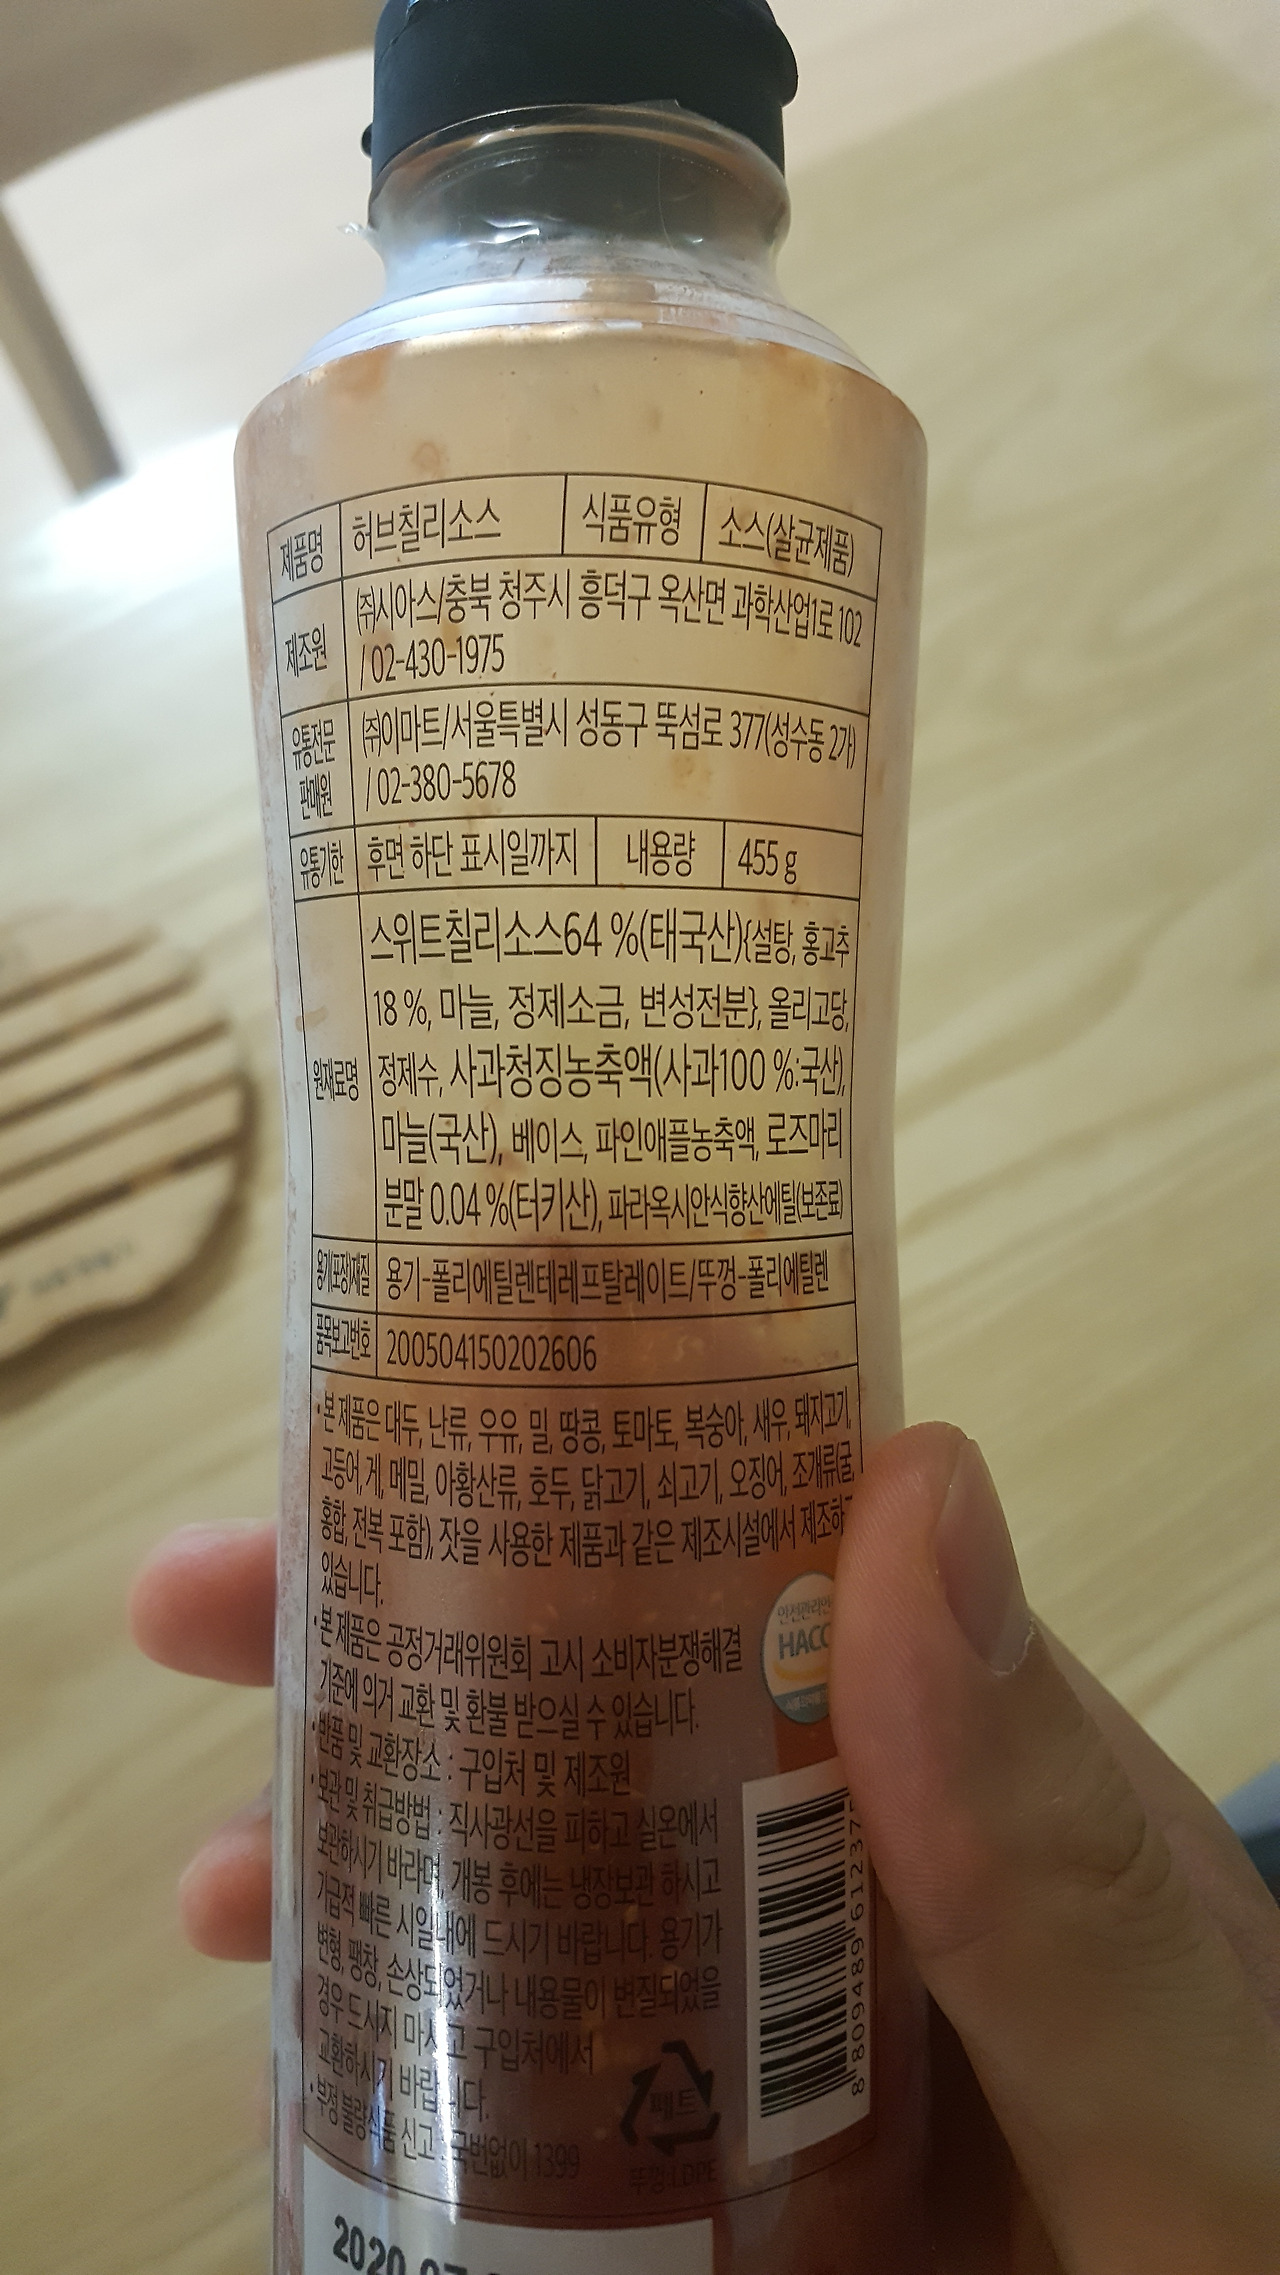 제품명 허브칠리소스 식품유형 소스(살균제품)
제조원 ㈜시아스/충북 청주시 흥덕구 옥산면 과학산업1로 102
/ 02-430-1975
유통전문
판매원
㈜이마트/서울특별시 성동구 뚝섬로 377(성수동 2가)
/ 02-380-5678
유통기한 후면 하단 표시일까지 내용량 455 g
원재료명
스위트칠리소스64 %(태국산){설탕, 홍고추
18 %, 마늘, 정제소금, 변성전분}, 올리고당,
정제수, 사과청징농축액(사과100 %:국산),
마늘(국산), 베이스, 파인애플농축액, 로즈마리
분말 0.04 %(터키산), 파라옥시안식향산에틸(보존료)
용기(포장)재질 용기-폴리에틸렌테레프탈레이트/뚜껑-폴리에틸렌
품목보고번호 200504150202606
· 본 제품은 대두, 난류, 우유, 밀, 땅콩, 토마토, 복숭아, 새우, 돼지고기,
고등어, 게, 메밀, 아황산류, 호두, 닭고기, 쇠고기, 오징어, 조개류(굴,
홍합, 전복 포함), 잣을 사용한 제품과 같은 제조시설에서 제조하고
있습니다.
· 본 제품은 공정거래위원회 고시 소비자분쟁해결
기준에 의거 교환 및 환불 받으실 수 있습니다.
· 반품 및 교환장소 : 구입처 및 제조원
· 보관 및 취급방법 : 직사광선을 피하고 실온에서
보관하시기 바라며, 개봉 후에는 냉장보관 하시고
가급적 빠른 시일내에 드시기 바랍니다. 용기가
변형, 팽창, 손상되었거나 내용물이 변질되었을
경우 드시지 마시고 구입처에서
교환하시기 바랍니다.
· 부정 불량식품 신고 : 국번없이 1399
안전관리인
HACC
8 809489 61237
페트
뚜껑:LDPE
2020.07